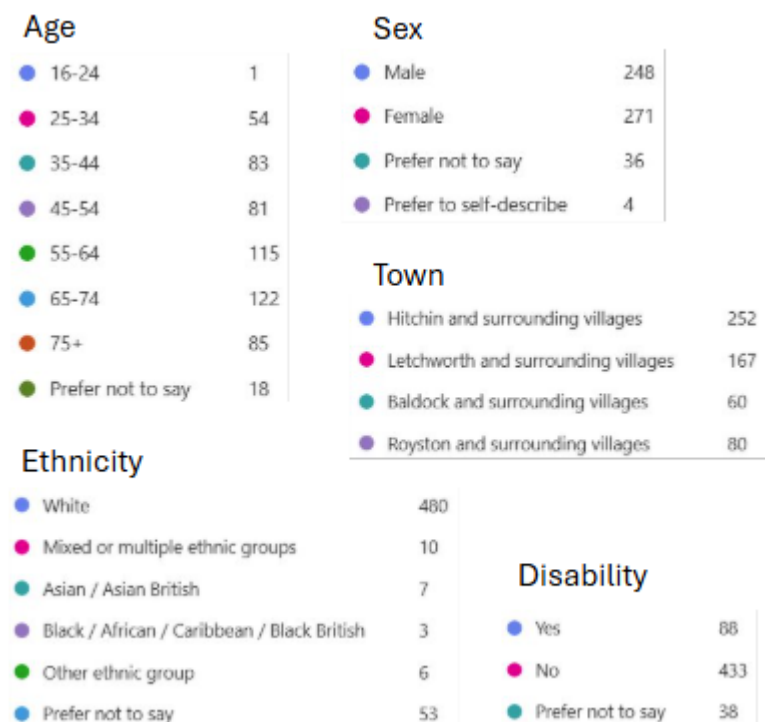 Age
16-24 1
25-34 54
35-44 83
45-54 81
55-64 115
65-74 122
75+ 85
Prefer not to say 18
Sex
Male 248
Female 271
Prefer not to say 36
Prefer to self-describe 4
Town
Hitchin and surrounding villages 252
Letchworth and surrounding villages 167
Baldock and surrounding villages 60
Royston and surrounding villages 80
Ethnicity
White 480
Mixed or multiple ethnic groups 10
Asian / Asian British 7
Black / African / Caribbean / Black British 3
Other ethnic group 6
Prefer not to say 53
Disability
Yes 88
No 433
Prefer not to say 38